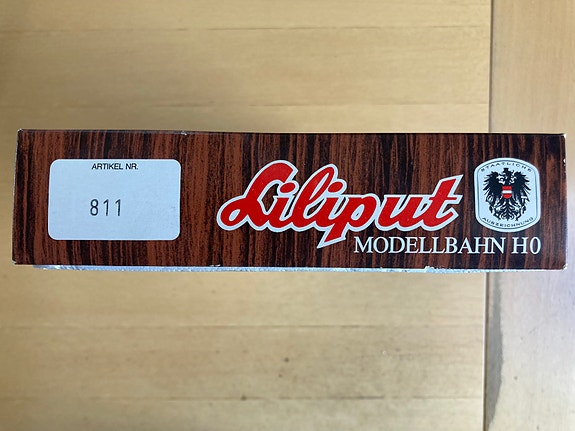 ARTIKEL NR.
811
Liliput
MODELLBAHN H0
STAATLICHE
AUSZEICHNUNG